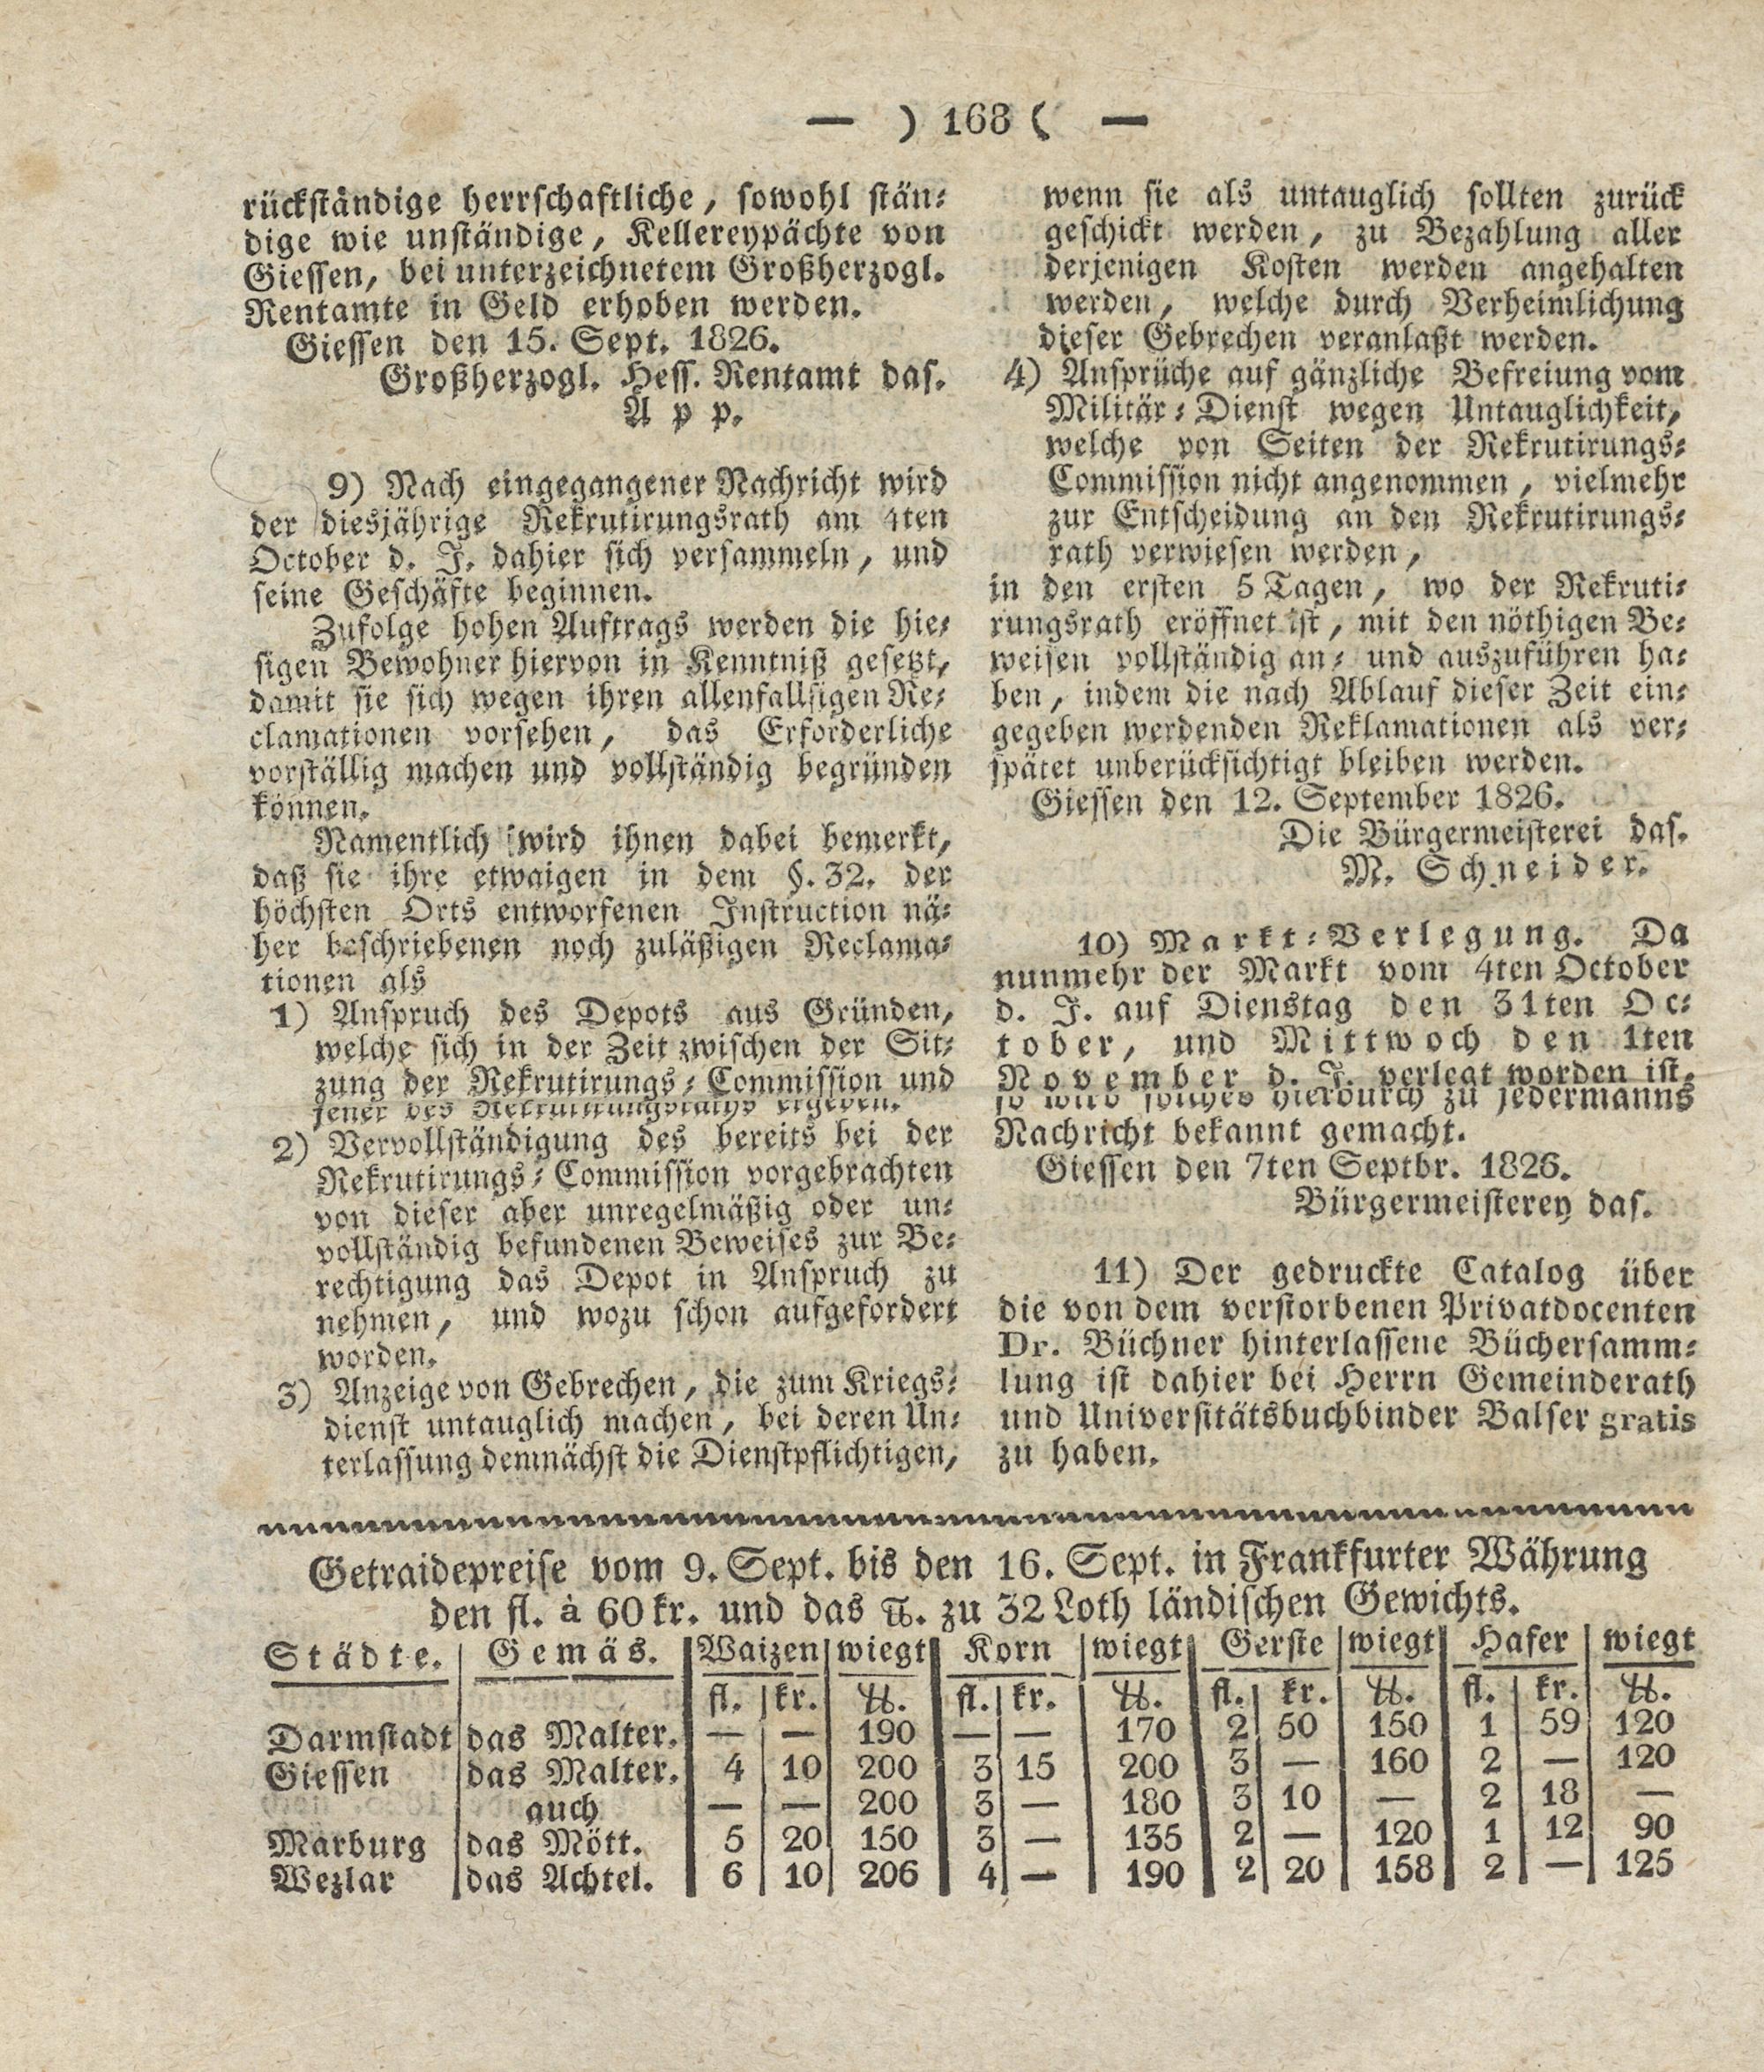 — ) 168 ( —
rückständige herrschaftliche, sowohl stän-
dige wie unständige, Kellereypächte von
Giessen, bei unterzeichnetem Großherzogl.
Rentamte in Geld erhoben werden.
Giessen den 15. Sept. 1826.
Großherzogl. Hess. Rentamt das.
App.
9) Nach eingegangener Nachricht wird
der diesjährige Rekrutirungsrath am 4ten
October d. J. dahier sich versammeln, und
seine Geschäfte beginnen.
Zufolge hohen Auftrags werden die hie-
sigen Bewohner hiervon in Kenntniß gesetzt,
damit sie sich wegen ihren allenfallsigen Re-
clamationen vorsehen, das Erforderliche
vorställig machen und vollständig begründen
können.
Namentlich wird ihnen dabei bemerkt,
daß sie ihre etwaigen in dem §. 32. der
höchsten Orts entworfenen Instruction nä-
her beschriebenen noch zuläßigen Reclama-
tionen als
1) Anspruch des Depots aus Gründen,
welche sich in der Zeit zwischen der Sit-
zung der Rekrutirungs-Commission und
jener des Rekrutirungsraths ergeben.
2) Vervollständigung des bereits bei der
Rekrutirungs-Commission vorgebrachten
von dieser aber unregelmäßig oder un-
vollständig befundenen Beweises zur Be-
rechtigung das Depot in Anspruch zu
nehmen, und wozu schon aufgefordert
worden.
3) Anzeige von Gebrechen, die zum Kriegs-
dienst untauglich machen, bei deren Un-
terlassung demnächst die Dienstpflichtigen,
wenn sie als untauglich sollten zurück
geschickt werden, zu Bezahlung aller
derjenigen Kosten werden angehalten
werden, welche durch Verheimlichung
dieser Gebrechen veranlaßt werden.
4) Ansprüche auf gänzliche Befreiung vom
Militär-Dienst wegen Untauglichkeit,
welche von Seiten der Rekrutirungs-
Commission nicht angenommen, vielmehr
zur Entscheidung an den Rekrutirungs-
rath verwiesen werden,
in den ersten 5 Tagen, wo der Rekruti-
rungsrath eröffnet ist, mit den nöthigen Be-
weisen vollständig an- und auszuführen ha-
ben, indem die nach Ablauf dieser Zeit ein-
gegeben werdenden Reklamationen als ver-
spätet unberücksichtigt bleiben werden.
Giessen den 12. September 1826.
Die Bürgermeisterei das.
M. Schneider.
10) Markt-Verlegung. Da
nunmehr der Markt vom 4ten October
d. J. auf Dienstag den 31ten Oc-
tober, und Mittwoch den 1ten
November d. J. verlegt worden ist,
so wird solches hierdurch zu jedermanns
Nachricht bekannt gemacht.
Giessen den 7ten Septbr. 1826.
Bürgermeisterey das.
11) Der gedruckte Catalog über
die von dem verstorbenen Privatdocenten
Dr. Büchner hinterlassene Büchersamm-
lung ist dahier bei Herrn Gemeinderath
und Universitätsbuchbinder Balser gratis
zu haben.
Getraidepreise vom 9. Sept. bis den 16. Sept. in Frankfurter Währung
den fl. à 60 kr. und das ℔. zu 32 Loth ländischen Gewichts.
Städte. Gemäs. Waizen wiegt Korn wiegt Gerste wiegt Hafer wiegt
fl. kr. ℔. fl. kr. ℔. fl. kr. ℔. fl. kr. ℔.
Darmstadt das Malter. — — 190 — — 170 2 50 150 1 59 120
Giessen das Malter. 4 10 200 3 15 200 3 — 160 2 — 120
auch — — 200 3 — 180 3 10 — 2 18 —
Marburg das Mött. 5 20 150 3 — 135 2 — 120 1 12 90
Wezlar das Achtel. 6 10 206 4 — 190 2 20 158 2 — 125